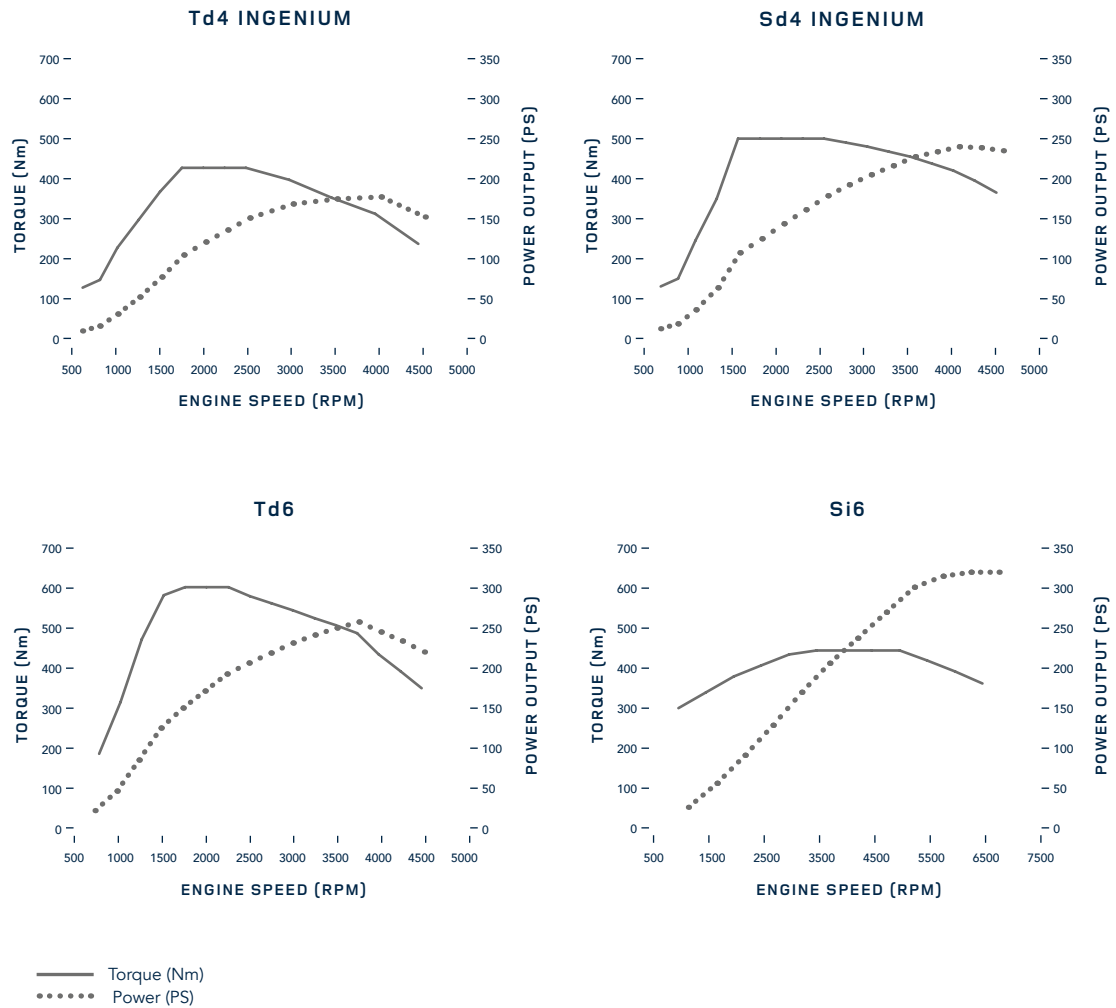 Td4 INGENIUM
700
600
500
400
300
200
100
0
TORQUE (Nm)
350
300
250
200
150
100
50
0
POWER OUTPUT (PS)
500 1000 1500 2000 2500 3000 3500 4000 4500 5000
ENGINE SPEED (RPM)
Sd4 INGENIUM
700
600
500
400
300
200
100
0
TORQUE (Nm)
350
300
250
200
150
100
50
0
POWER OUTPUT (PS)
500 1000 1500 2000 2500 3000 3500 4000 4500 5000
ENGINE SPEED (RPM)
Td6
700
600
500
400
300
200
100
0
TORQUE (Nm)
350
300
250
200
150
100
50
0
POWER OUTPUT (PS)
500 1000 1500 2000 2500 3000 3500 4000 4500 5000
ENGINE SPEED (RPM)
Si6
700
600
500
400
300
200
100
0
TORQUE (Nm)
350
300
250
200
150
100
50
0
POWER OUTPUT (PS)
500 1500 2500 3500 4500 5500 6500 7500
ENGINE SPEED (RPM)
Torque (Nm)
Power (PS)